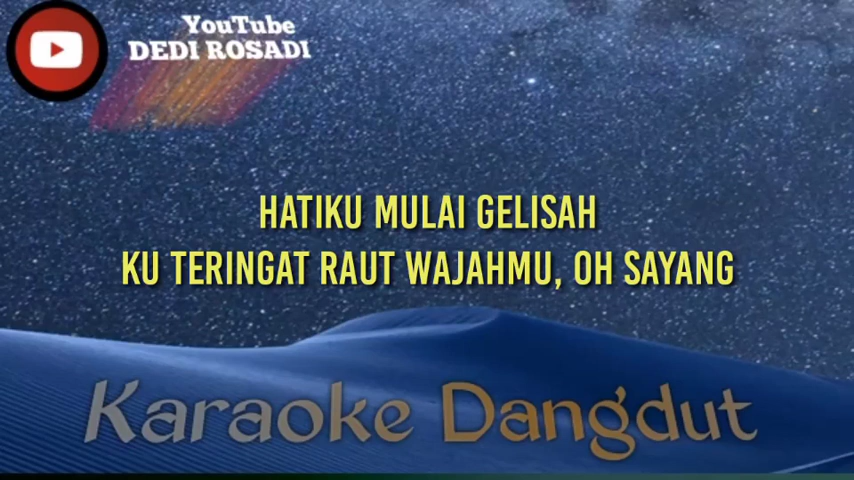 YouTube
DEDI ROSADI
HATIKU MULAI GELISAH
KU TERINGAT RAUT WAJAHMU, OH SAYANG
Karaoke Dangdut